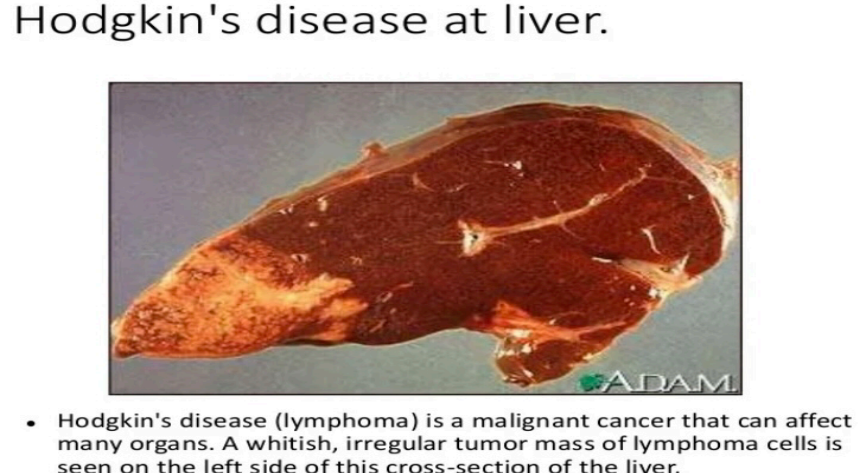 Hodgkin's disease at liver.
A.D.A.M.
• Hodgkin's disease (lymphoma) is a malignant cancer that can affect
many organs. A whitish, irregular tumor mass of lymphoma cells is
seen on the left side of this cross-section of the liver.